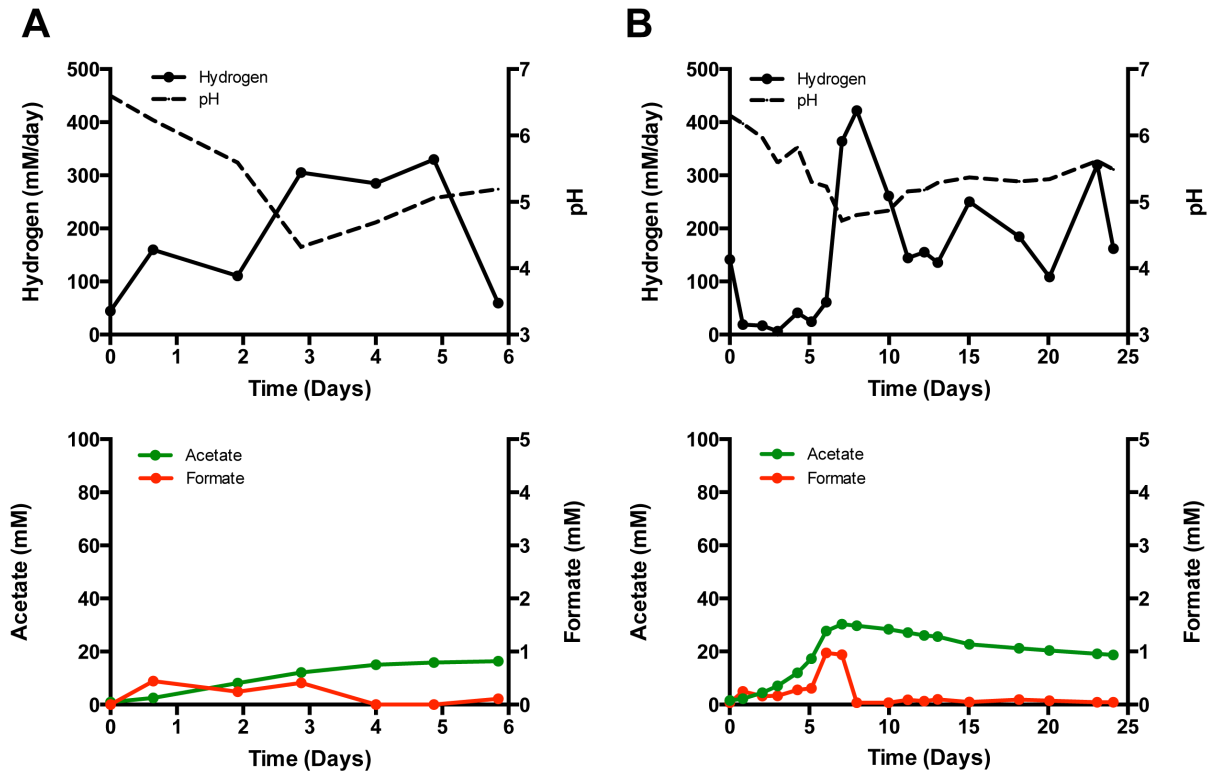 A
B
Hydrogen (mM/day)
500
400
300
200
100
0
Hydrogen
pH
7
6
5
4
3
pH
0 1 2 3 4 5 6
Time (Days)
Hydrogen (mM/day)
500
400
300
200
100
0
Hydrogen
pH
7
6
5
4
3
pH
0 5 10 15 20 25
Time (Days)
Acetate (mM)
100
80
60
40
20
0
Acetate
Formate
5
4
3
2
1
0
Formate (mM)
0 1 2 3 4 5 6
Time (Days)
Acetate (mM)
100
80
60
40
20
0
Acetate
Formate
5
4
3
2
1
0
Formate (mM)
0 5 10 15 20 25
Time (Days)